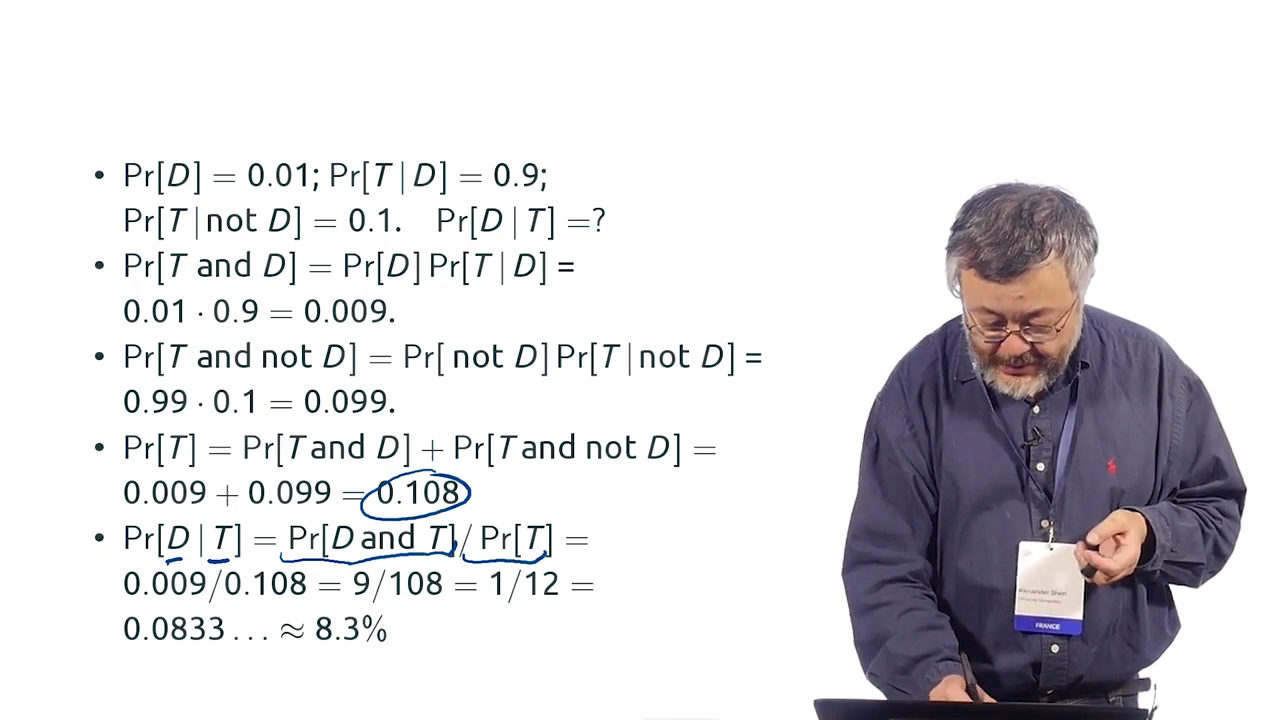 • Pr[D] = 0.01; Pr[T | D] = 0.9;
Pr[T | not D] = 0.1. Pr[D | T] =?
• Pr[T and D] = Pr[D] Pr[T | D] =
0.01 · 0.9 = 0.009.
• Pr[T and not D] = Pr[ not D] Pr[T | not D] =
0.99 · 0.1 = 0.099.
• Pr[T] = Pr[T and D] + Pr[T and not D] =
0.009 + 0.099 = 0.108
• Pr[D | T] = Pr[D and T]/ Pr[T] =
0.009/0.108 = 9/108 = 1/12 =
0.0833 . . . ≈ 8.3%
Alexander Shen
FRANCE